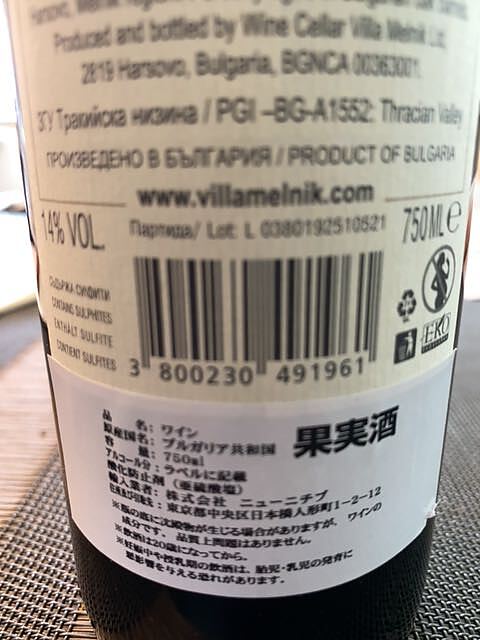 Produced and bottled by Wine Cellar Villa Melnik Ltd,
2819 Harsovo, Bulgaria, BGNCA 00363001.
ЗГУ Тракийска низина / PGI –BG-A1552: Thracian Valley
ПРОИЗВЕДЕНО В БЪЛГАРИЯ / PRODUCT OF BULGARIA
www.villamelnik.com
14% VOL.
Партида/ Lot: L 0380192510521
750 ML e
СЪДЪРЖА СУЛФИТИ
CONTAINS SULPHITES
ENTHÄLT SULFITE
CONTIENT SULFITES
3 800230 491961
果実酒
品名: ワイン
原産国名: ブルガリア共和国
容量: 750ml
アルコール分: ラベルに記載
酸化防止剤 (亜硫酸塩)
輸入業者: 株式会社 ニューニチブ
東京都中央区日本橋人形町1-2-12
※瓶の底に沈殿物が生じる場合がありますが、ワインの
成分です。品質上問題はありません。
※飲酒は20歳になってから。
※妊娠中や授乳期の飲酒は、胎児・乳児の発育に
悪影響を与える恐れがあります。